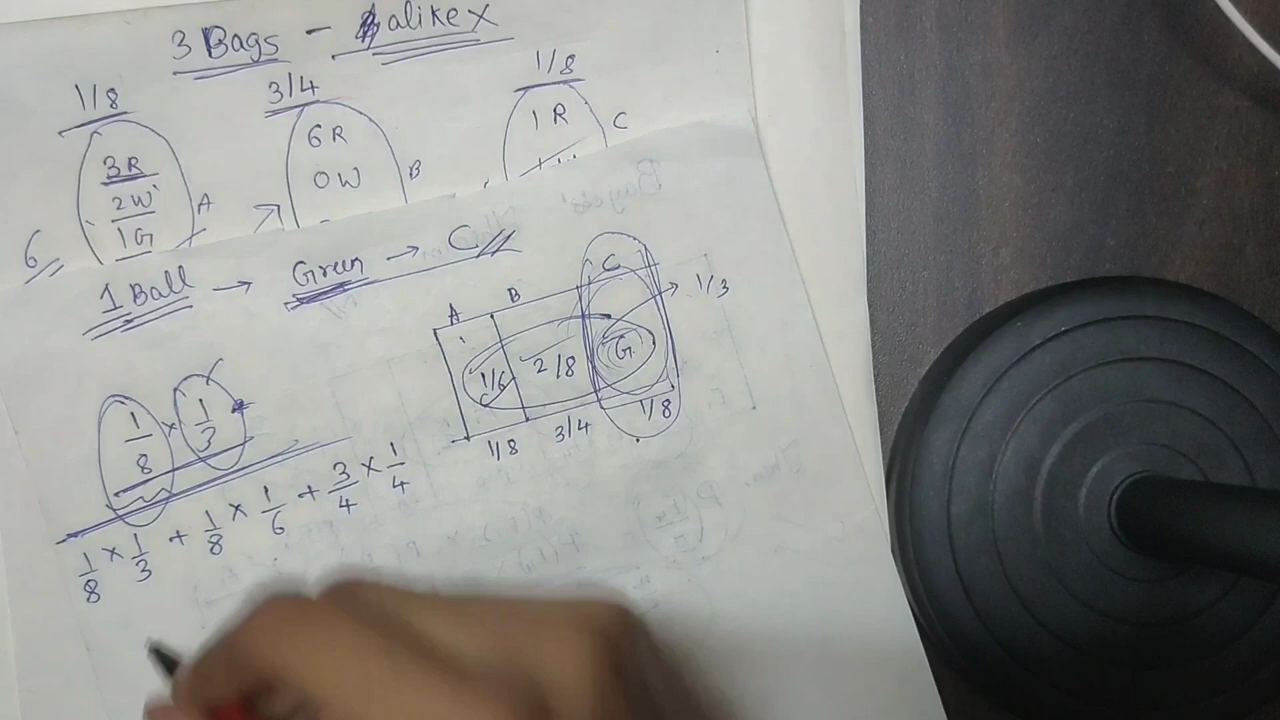 3 Bags - alike X
1/8 3/4 1/8
3R 6R 1R
2W 0W
1G
A B C
6
1 Ball → Green → C
A B C
1/6 2/8 G → 1/3
1/8 3/4 1/8
1/8 × 1/3
1/8 × 1/3 + 1/8 × 1/6 + 3/4 × 1/4